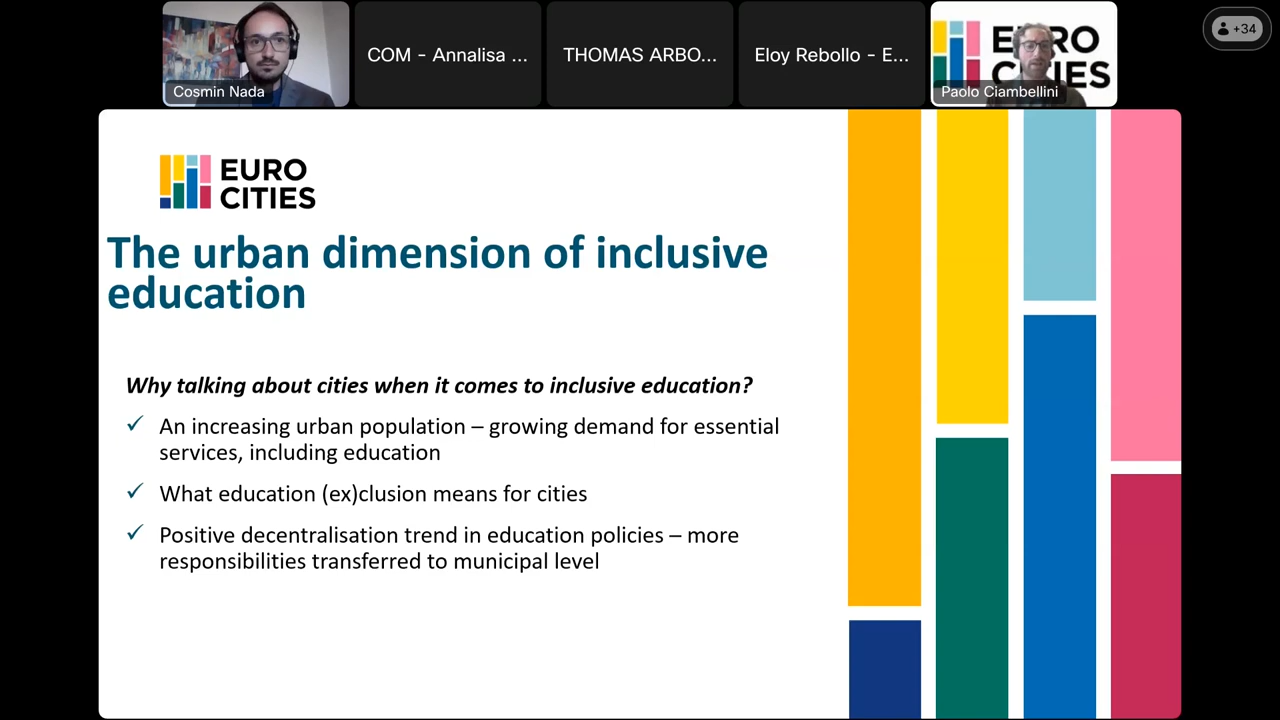 Cosmin Nada
COM - Annalisa ...
THOMAS ARBO...
Eloy Rebollo - E...
EURO
CITIES
Paolo Ciambellini
+34
EURO
CITIES
The urban dimension of inclusive
education
Why talking about cities when it comes to inclusive education?
✓ An increasing urban population – growing demand for essential
services, including education
✓ What education (ex)clusion means for cities
✓ Positive decentralisation trend in education policies – more
responsibilities transferred to municipal level